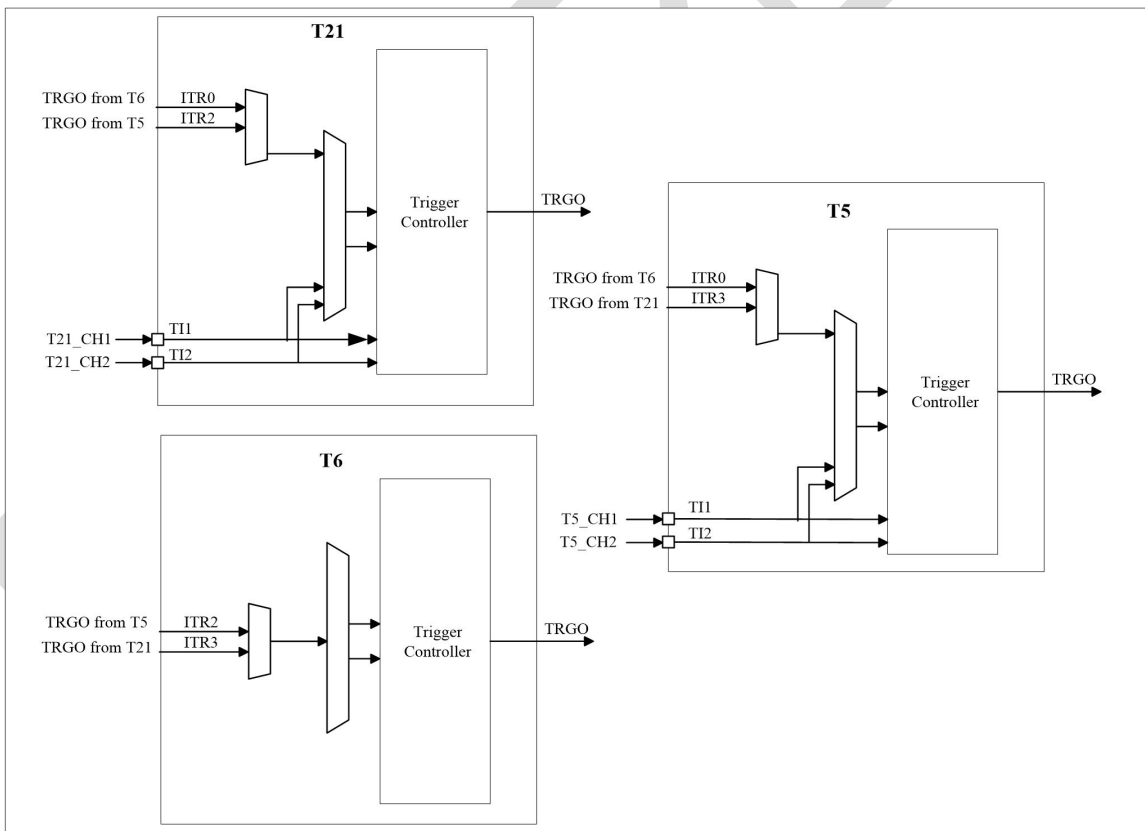 T21
TRGO from T6 ITR0
TRGO from T5 ITR2
Trigger
Controller
TRGO
T21_CH1 TI1
T21_CH2 TI2
T5
TRGO from T6 ITR0
TRGO from T21 ITR3
Trigger
Controller
TRGO
T5_CH1 TI1
T5_CH2 TI2
T6
TRGO from T5 ITR2
TRGO from T21 ITR3
Trigger
Controller
TRGO